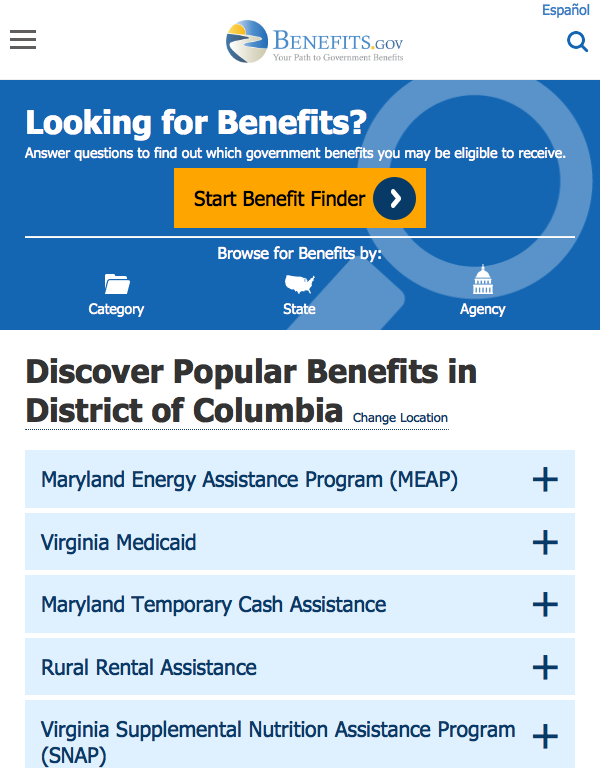 Español
BENEFITS.GOV
Your Path to Government Benefits
Looking for Benefits?
Answer questions to find out which government benefits you may be eligible to receive.
Start Benefit Finder
Browse for Benefits by:
Category State Agency
Discover Popular Benefits in
District of Columbia Change Location
Maryland Energy Assistance Program (MEAP)
Virginia Medicaid
Maryland Temporary Cash Assistance
Rural Rental Assistance
Virginia Supplemental Nutrition Assistance Program
(SNAP)